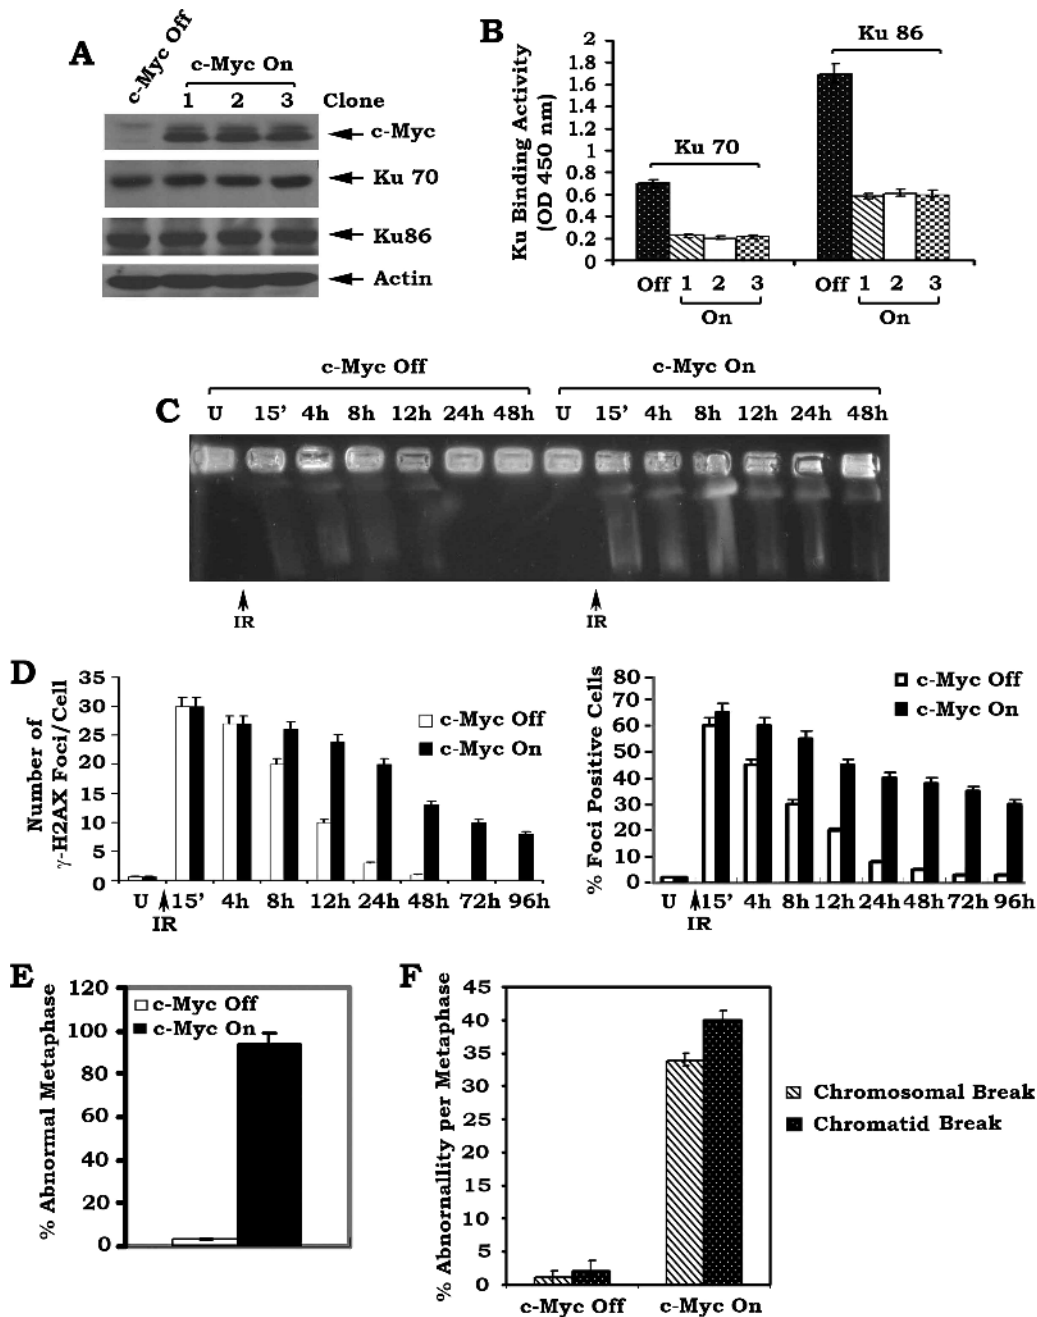 A
c-Myc Off
c-Myc On
1 2 3 Clone
c-Myc
Ku 70
Ku86
Actin
B
Ku Binding Activity
(OD 450 nm)
2
1.8
1.6
1.4
1.2
1
0.8
0.6
0.4
0.2
0
Ku 70
Ku 86
Off 1 2 3 Off 1 2 3
On On
c-Myc Off c-Myc On
C
U 15' 4h 8h 12h 24h 48h U 15' 4h 8h 12h 24h 48h
IR IR
D
Number of
γ-H2AX Foci/Cell
35
30
25
20
15
10
5
0
c-Myc Off
c-Myc On
U 15' 4h 8h 12h 24h 48h 72h 96h
IR
% Foci Positive Cells
80
70
60
50
40
30
20
10
0
c-Myc Off
c-Myc On
U 15' 4h 8h 12h 24h 48h 72h 96h
IR
E
% Abnormal Metaphase
120
100
80
60
40
20
0
c-Myc Off
c-Myc On
F
% Abnornallity per Metaphase
45
40
35
30
25
20
15
10
5
0
c-Myc Off c-Myc On
Chromosomal Break
Chromatid Break